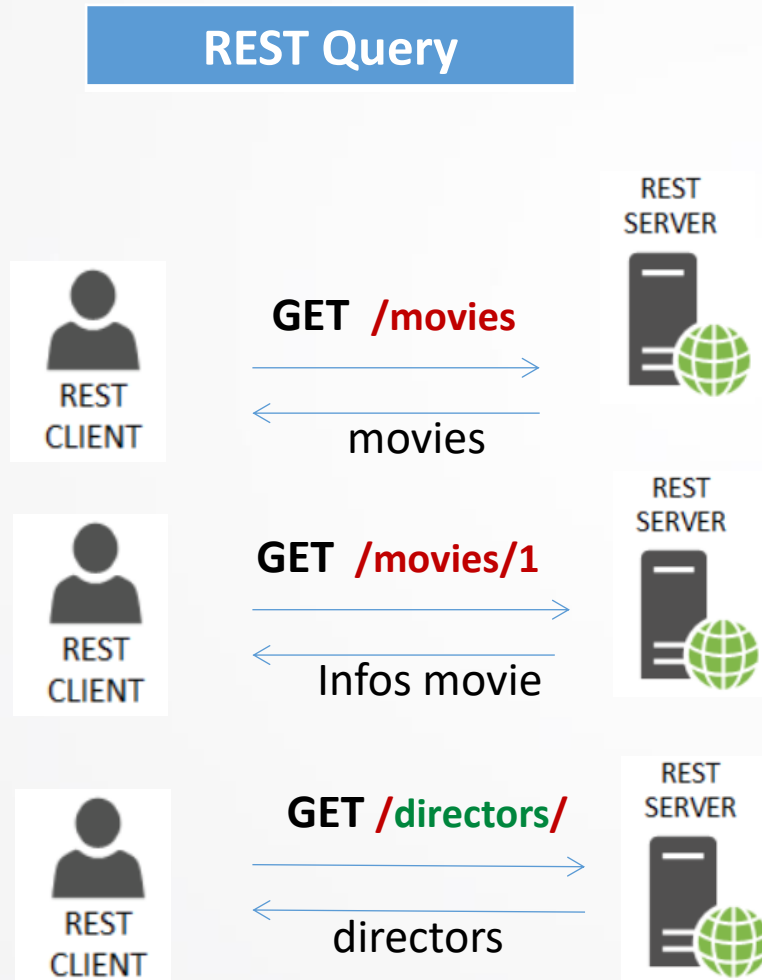 REST Query
REST
SERVER
GET /movies
REST
CLIENT
movies
REST
SERVER
GET /movies/1
REST
CLIENT
Infos movie
REST
SERVER
GET /directors/
REST
CLIENT
directors